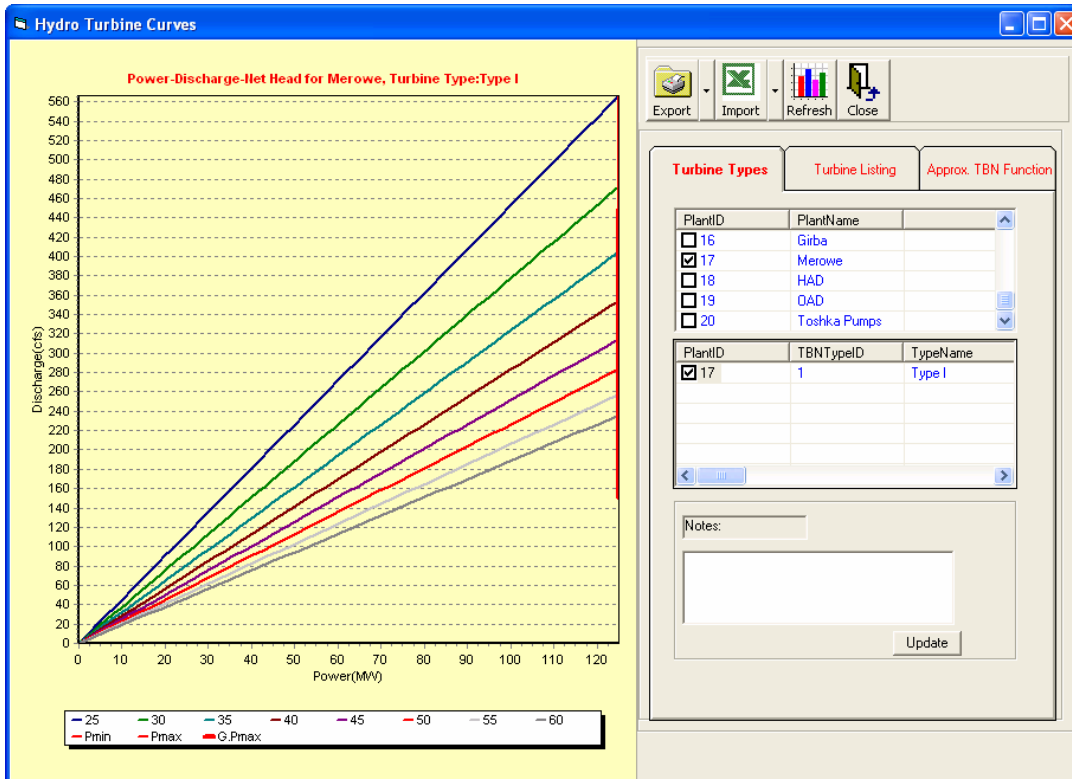 Hydro Turbine Curves
Power-Discharge-Net Head for Merowe, Turbine Type:Type I
560
540
520
500
480
460
440
420
400
380
360
340
320
300
280
260
240
220
200
180
160
140
120
100
80
60
40
20
0
Discharge(cfs)
0 10 20 30 40 50 60 70 80 90 100 110 120
Power(MW)
25 30 35 40 45 50 55 60
Pmin Pmax G.Pmax
Export Import Refresh Close
Turbine Types Turbine Listing Approx. TBN Function
PlantID PlantName
16 Girba
17 Merowe
18 HAD
19 OAD
20 Toshka Pumps
PlantID TBNTypeID TypeName
17 1 Type I
Notes:
Update